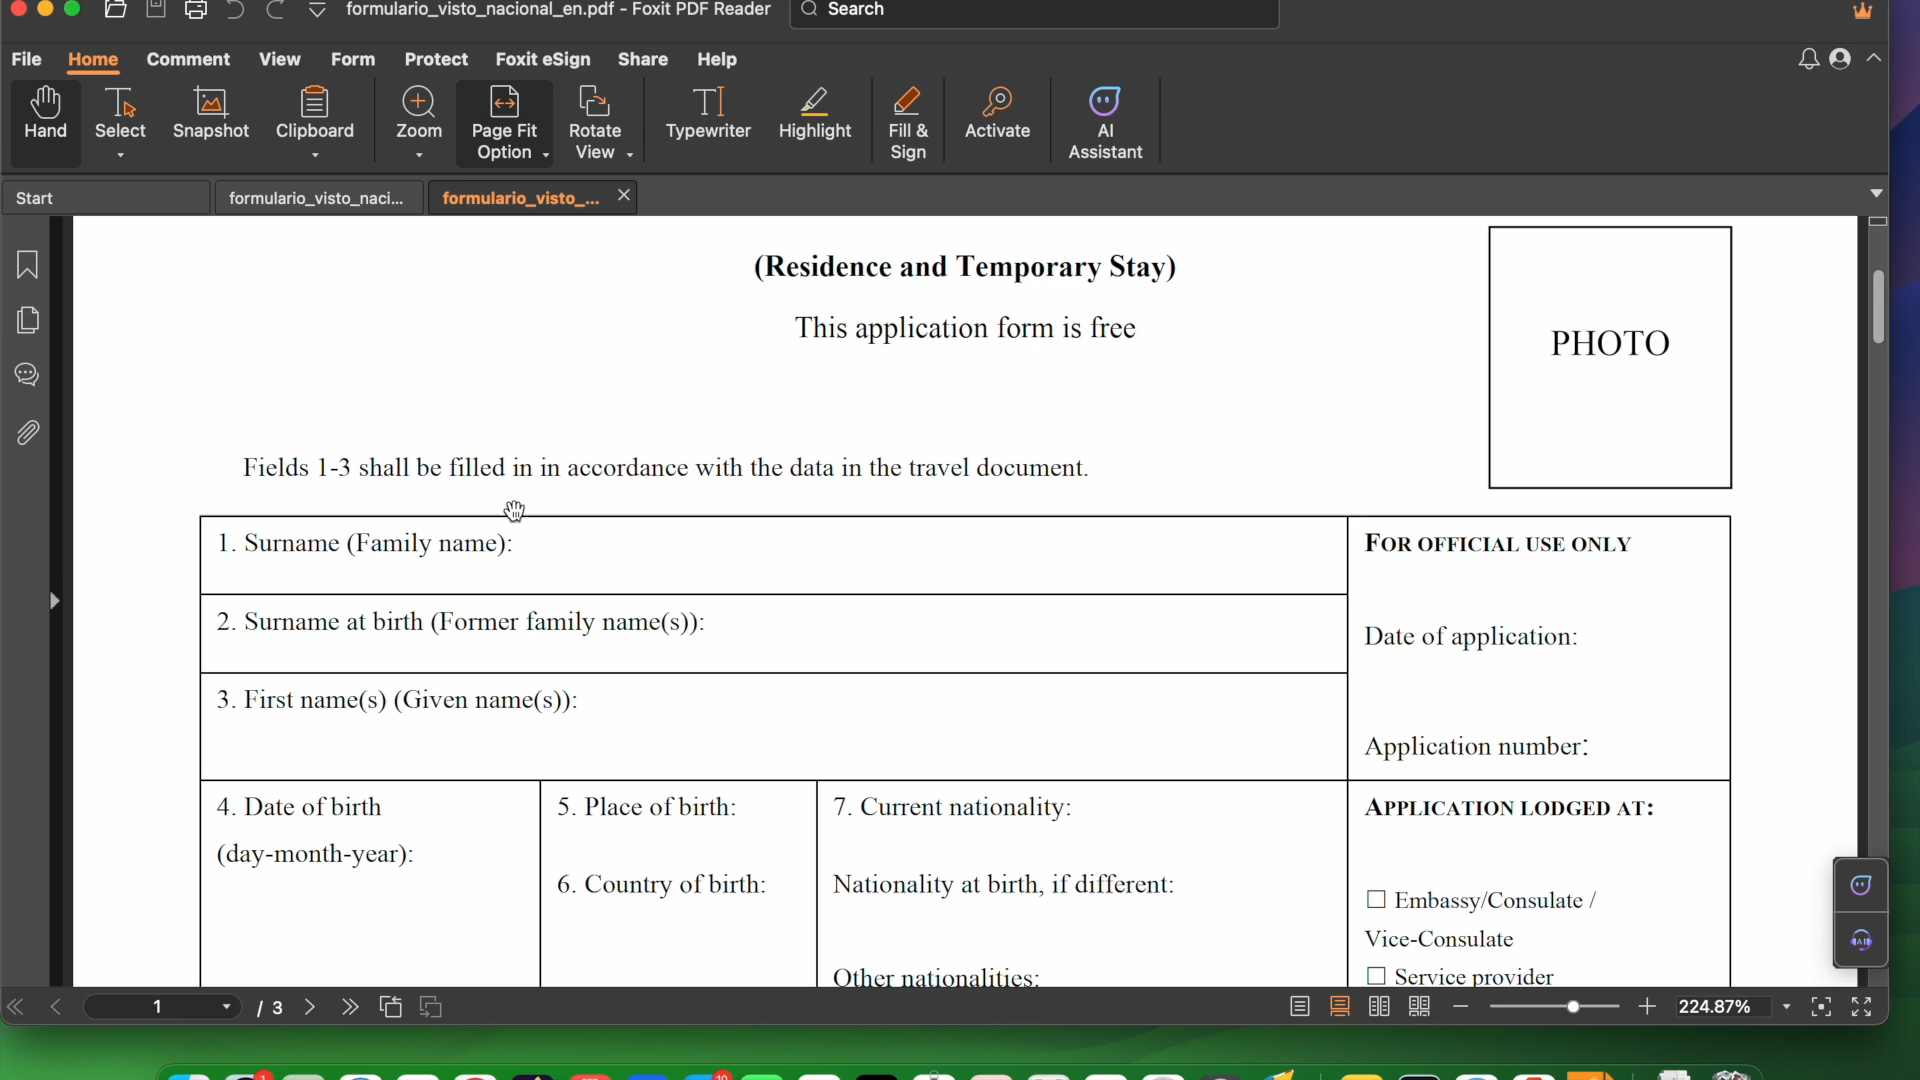 formulario_visto_nacional_en.pdf - Foxit PDF Reader
Search
File Home Comment View Form Protect Foxit eSign Share Help
Hand
Select
Snapshot
Clipboard
Zoom
Page Fit
Option
Rotate
View
Typewriter
Highlight
Fill &
Sign
Activate
AI
Assistant
Start
formulario_visto_naci...
formulario_visto_...
(Residence and Temporary Stay)
This application form is free
PHOTO
Fields 1-3 shall be filled in in accordance with the data in the travel document.
1. Surname (Family name):
2. Surname at birth (Former family name(s)):
3. First name(s) (Given name(s)):
FOR OFFICIAL USE ONLY
Date of application:
Application number:
4. Date of birth
(day-month-year):
5. Place of birth:
6. Country of birth:
7. Current nationality:
Nationality at birth, if different:
Other nationalities:
APPLICATION LODGED AT:
☐ Embassy/Consulate /
Vice-Consulate
☐ Service provider
AI
1 / 3
224.87%
1
10